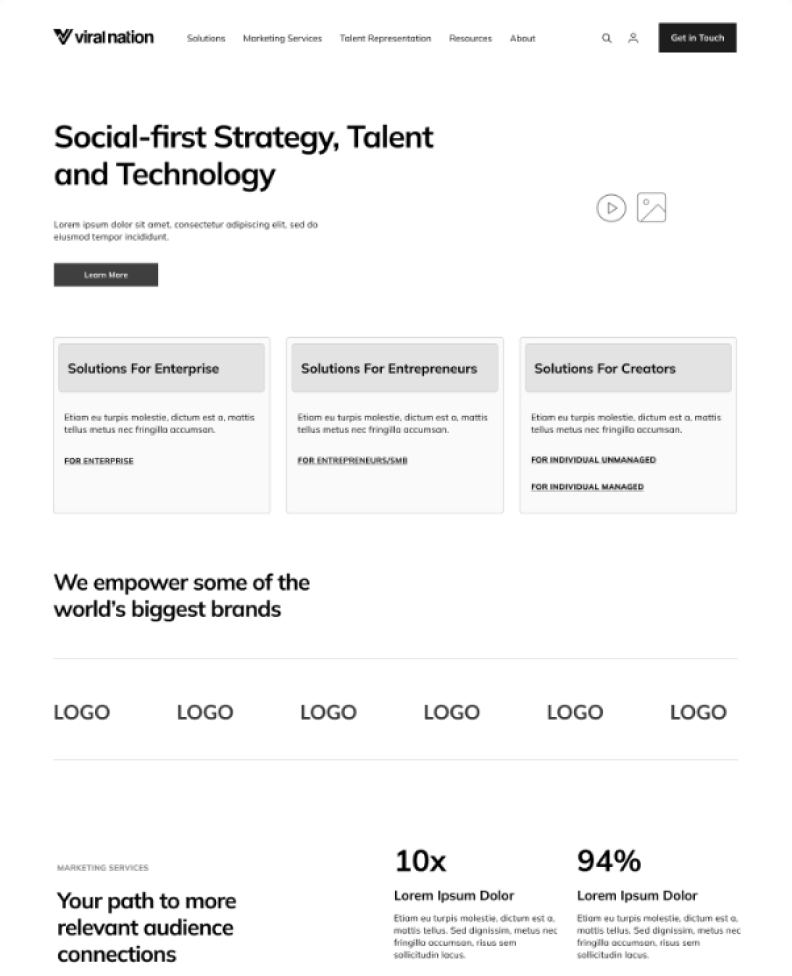 viralnation
Solutions
Marketing Services
Talent Representation
Resources
About
Get in Touch
Social-first Strategy, Talent
and Technology
Lorem ipsum dolor sit amet, consectetur adipiscing elit, sed do
eiusmod tempor incididunt.
Learn More
Solutions For Enterprise
Etiam eu turpis molestie, dictum est a, mattis
tellus metus nec fringilla accumsan.
FOR ENTERPRISE
Solutions For Entrepreneurs
Etiam eu turpis molestie, dictum est a, mattis
tellus metus nec fringilla accumsan.
FOR ENTREPRENEURS/SMB
Solutions For Creators
Etiam eu turpis molestie, dictum est a, mattis
tellus metus nec fringilla accumsan.
FOR INDIVIDUAL UNMANAGED
FOR INDIVIDUAL MANAGED
We empower some of the
world's biggest brands
LOGO
LOGO
LOGO
LOGO
LOGO
LOGO
MARKETING SERVICES
Your path to more
relevant audience
connections
10x
Lorem Ipsum Dolor
Etiam eu turpis molestie, dictum est a,
mattis tellus. Sed dignissim, metus nec
fringilla accumsan, risus sem
sollicitudin lacus.
94%
Lorem Ipsum Dolor
Etiam eu turpis molestie, dictum est a,
mattis tellus. Sed dignissim, metus nec
fringilla accumsan, risus sem
sollicitudin lacus.